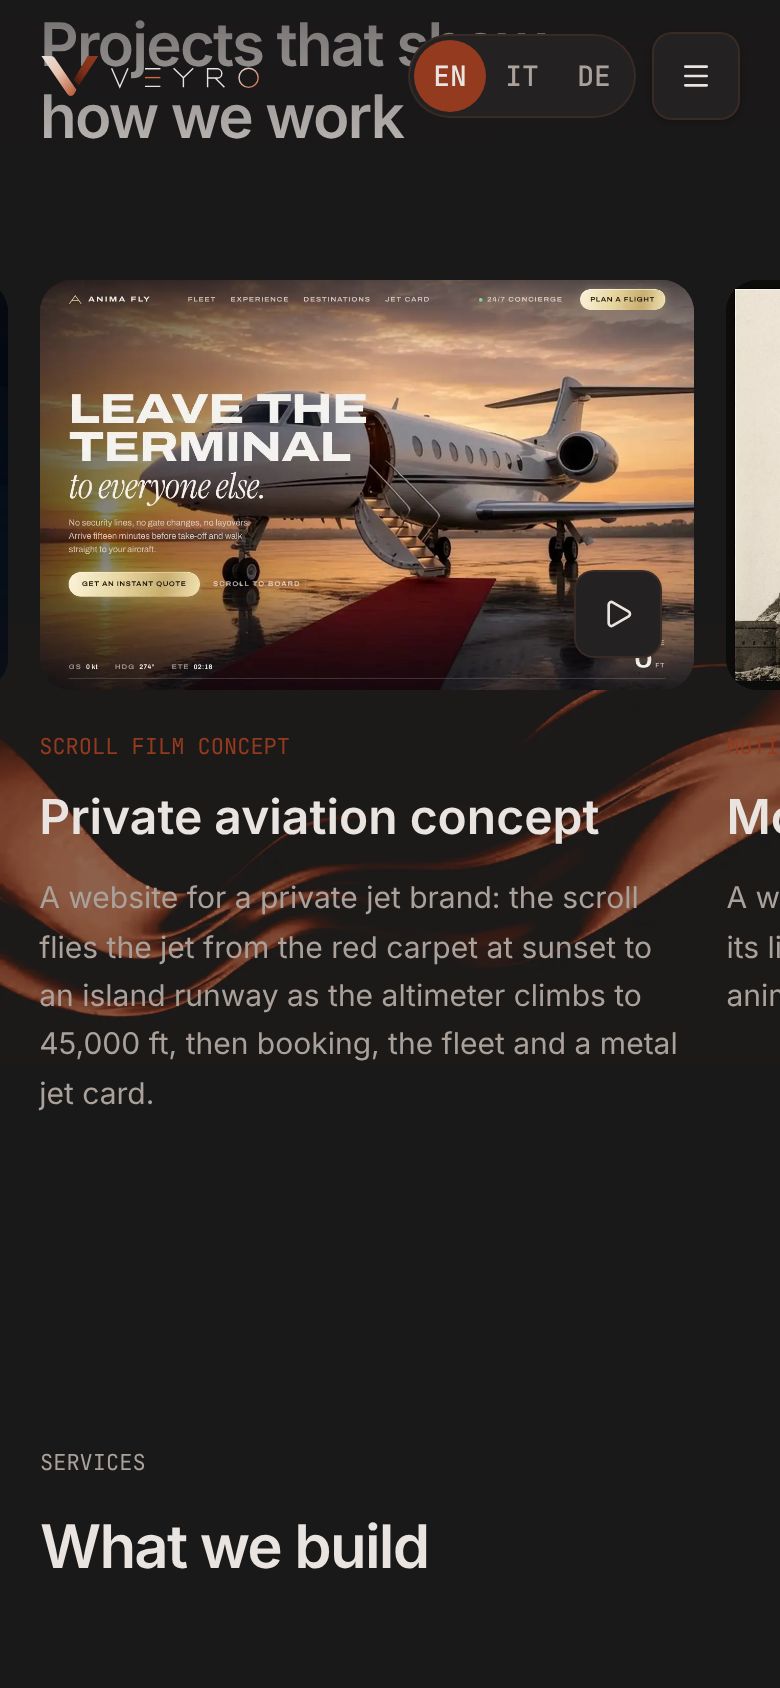 Projects that show
VEYRO
EN IT DE
how we work
ANIMA FLY FLEET EXPERIENCE DESTINATIONS JET CARD 24/7 CONCIERGE PLAN A FLIGHT
LEAVE THE
TERMINAL
to everyone else.
No security lines, no gate changes, no layovers.
Arrive fifteen minutes before take-off and walk
straight to your aircraft.
GET AN INSTANT QUOTE SCROLL TO BOARD
GS 0 kt HDG 274° ETE 02:18
0 FT
SCROLL FILM CONCEPT
Private aviation concept
A website for a private jet brand: the scroll
flies the jet from the red carpet at sunset to
an island runway as the altimeter climbs to
45,000 ft, then booking, the fleet and a metal
jet card.
Mo
A w
its li
anim
SERVICES
What we build